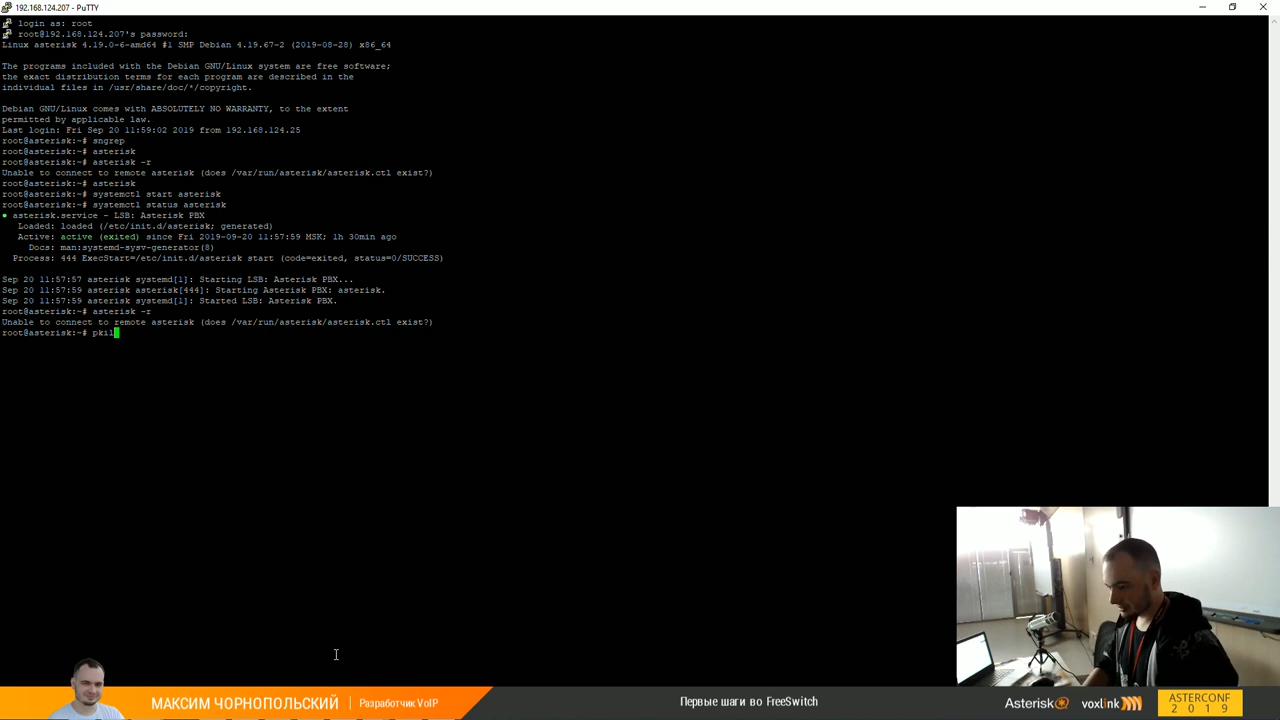 192.168.124.207 - PuTTY
login as: root
root@192.168.124.207's password:
Linux asterisk 4.19.0-6-amd64 #1 SMP Debian 4.19.67-2 (2019-08-28) x86_64
The programs included with the Debian GNU/Linux system are free software;
the exact distribution terms for each program are described in the
individual files in /usr/share/doc/*/copyright.
Debian GNU/Linux comes with ABSOLUTELY NO WARRANTY, to the extent
permitted by applicable law.
Last login: Fri Sep 20 11:59:02 2019 from 192.168.124.25
root@asterisk:~# sngrep
root@asterisk:~# asterisk
root@asterisk:~# asterisk -r
Unable to connect to remote asterisk (does /var/run/asterisk/asterisk.ctl exist?)
root@asterisk:~# asterisk
root@asterisk:~# systemctl start asterisk
root@asterisk:~# systemctl status asterisk
● asterisk.service - LSB: Asterisk PBX
Loaded: loaded (/etc/init.d/asterisk; generated)
Active: active (exited) since Fri 2019-09-20 11:57:59 MSK; 1h 30min ago
Docs: man:systemd-sysv-generator(8)
Process: 444 ExecStart=/etc/init.d/asterisk start (code=exited, status=0/SUCCESS)
Sep 20 11:57:57 asterisk systemd[1]: Starting LSB: Asterisk PBX...
Sep 20 11:57:59 asterisk asterisk[444]: Starting Asterisk PBX: asterisk.
Sep 20 11:57:59 asterisk systemd[1]: Started LSB: Asterisk PBX.
root@asterisk:~# asterisk -r
Unable to connect to remote asterisk (does /var/run/asterisk/asterisk.ctl exist?)
root@asterisk:~# pkil
МАКСИМ ЧОРНОПОЛЬСКИЙ | Разработчик VoIP
Первые шаги во FreeSwitch
Asterisk
voxlink
ASTERCONF
2019